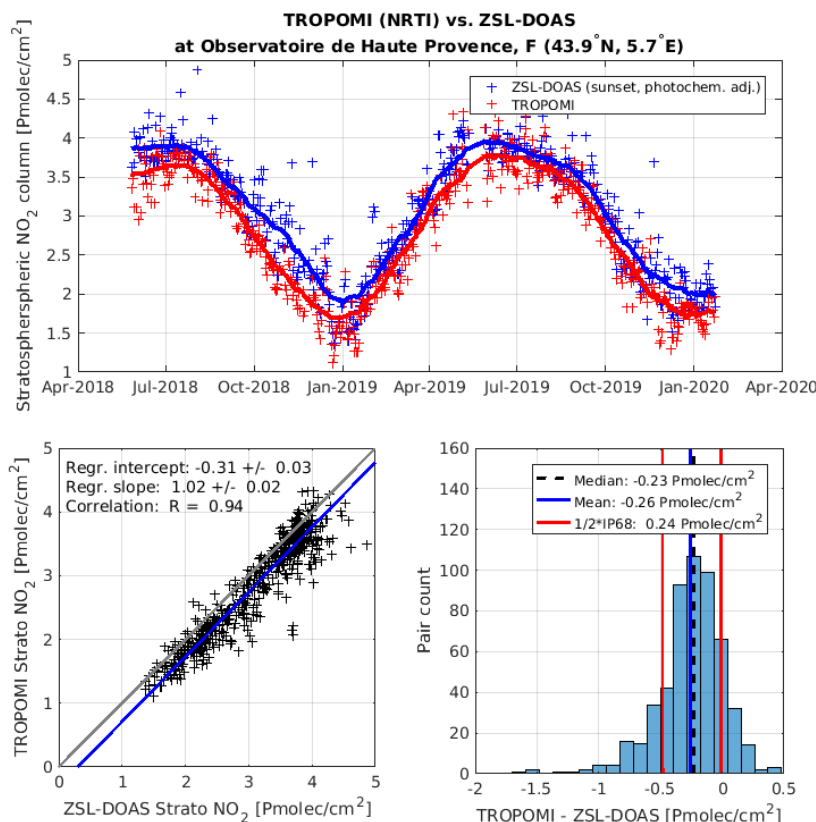 TROPOMI (NRTI) vs. ZSL-DOAS
at Observatoire de Haute Provence, F (43.9°N, 5.7°E)
Stratospherspheric NO2 column [Pmolec/cm2]
5
4.5
4
3.5
3
2.5
2
1.5
1
ZSL-DOAS (sunset, photochem. adj.)
TROPOMI
Apr-2018 Jul-2018 Oct-2018 Jan-2019 Apr-2019 Jul-2019 Oct-2019 Jan-2020 Apr-2020
TROPOMI Strato NO2 [Pmolec/cm2]
5
4
3
2
1
0
Regr. intercept: -0.31 +/- 0.03
Regr. slope: 1.02 +/- 0.02
Correlation: R = 0.94
0 1 2 3 4 5
ZSL-DOAS Strato NO2 [Pmolec/cm2]
Pair count
160
140
120
100
80
60
40
20
0
Median: -0.23 Pmolec/cm2
Mean: -0.26 Pmolec/cm2
1/2*IP68: 0.24 Pmolec/cm2
-2 -1.5 -1 -0.5 0 0.5
TROPOMI - ZSL-DOAS [Pmolec/cm2]